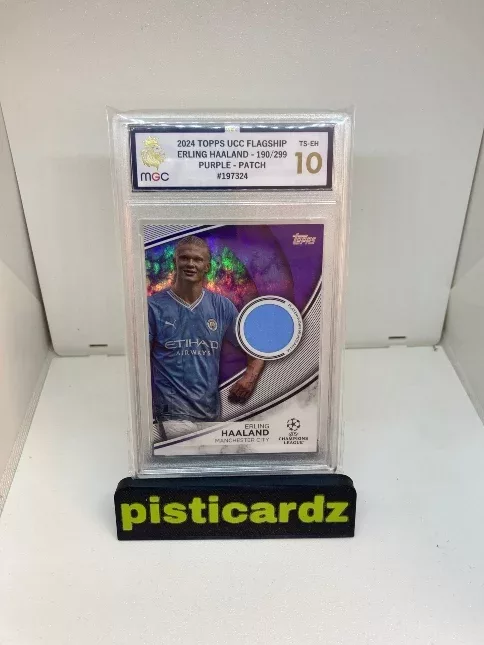 2024 TOPPS UCC FLAGSHIP
ERLING HAALAND - 190/299
PURPLE - PATCH
#197324
TS-EH
10
MGC
Topps
ETIHAD
AIRWAYS
ERLING
HAALAND
MANCHESTER CITY
UEFA
CHAMPIONS
LEAGUE
pisticardz